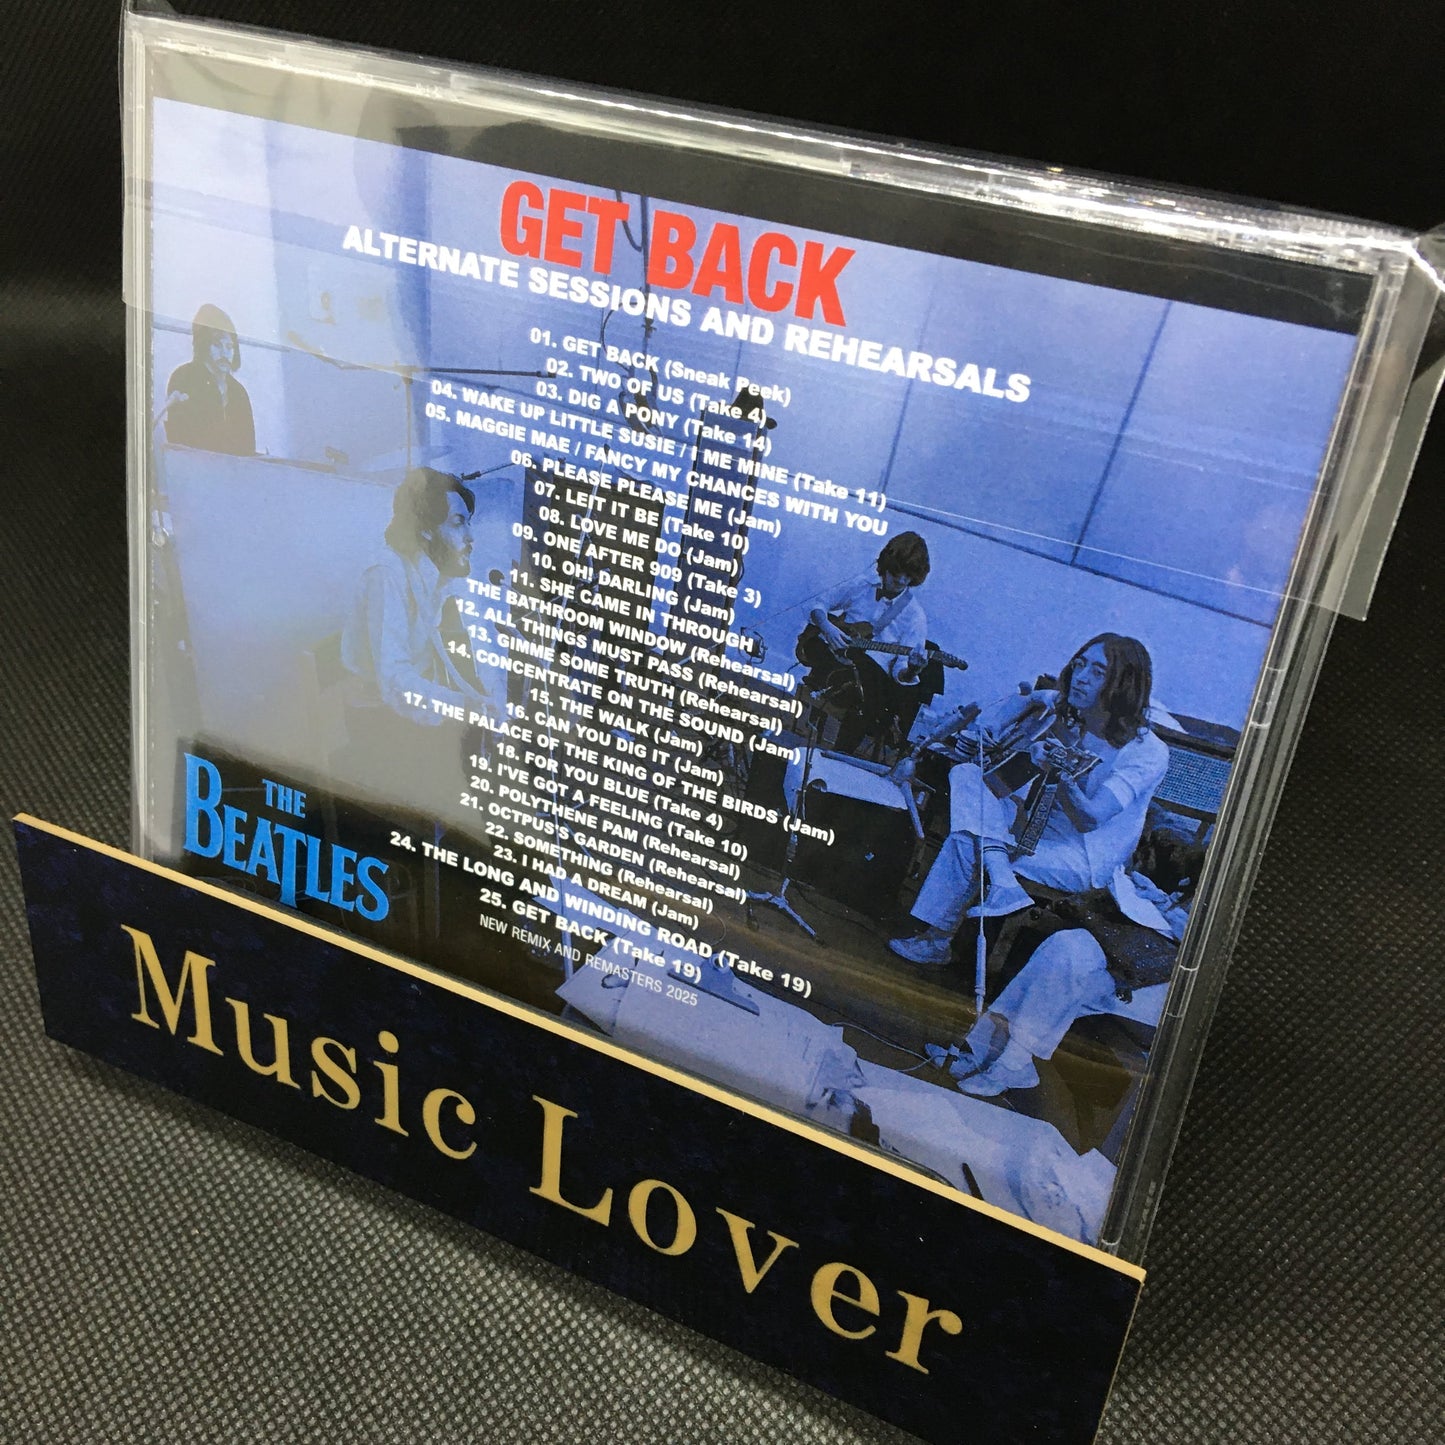 GET BACK
ALTERNATE SESSIONS AND REHEARSALS
01. GET BACK (Sneak Peek)
02. TWO OF US (Take 4)
03. DIG A PONY (Take 14)
04. WAKE UP LITTLE SUSIE / I ME MINE (Take 11)
05. MAGGIE MAE / FANCY MY CHANCES WITH YOU
06. PLEASE PLEASE ME (Jam)
07. LEIT IT BE (Take 10)
08. LOVE ME DO (Jam)
09. ONE AFTER 909 (Take 3)
10. OH! DARLING (Jam)
11. SHE CAME IN THROUGH
THE BATHROOM WINDOW (Rehearsal)
12. ALL THINGS MUST PASS (Rehearsal)
13. GIMME SOME TRUTH (Rehearsal)
14. CONCENTRATE ON THE SOUND (Jam)
15. THE WALK (Jam)
16. CAN YOU DIG IT (Jam)
17. THE PALACE OF THE KING OF THE BIRDS (Jam)
18. FOR YOU BLUE (Take 4)
19. I'VE GOT A FEELING (Take 10)
20. POLYTHENE PAM (Rehearsal)
21. OCTPUS'S GARDEN (Rehearsal)
22. SOMETHING (Rehearsal)
23. I HAD A DREAM (Jam)
24. THE LONG AND WINDING ROAD (Take 19)
25. GET BACK (Take 19)
NEW REMIX AND REMASTERS 2025
THE
BEATLES
Music Lover